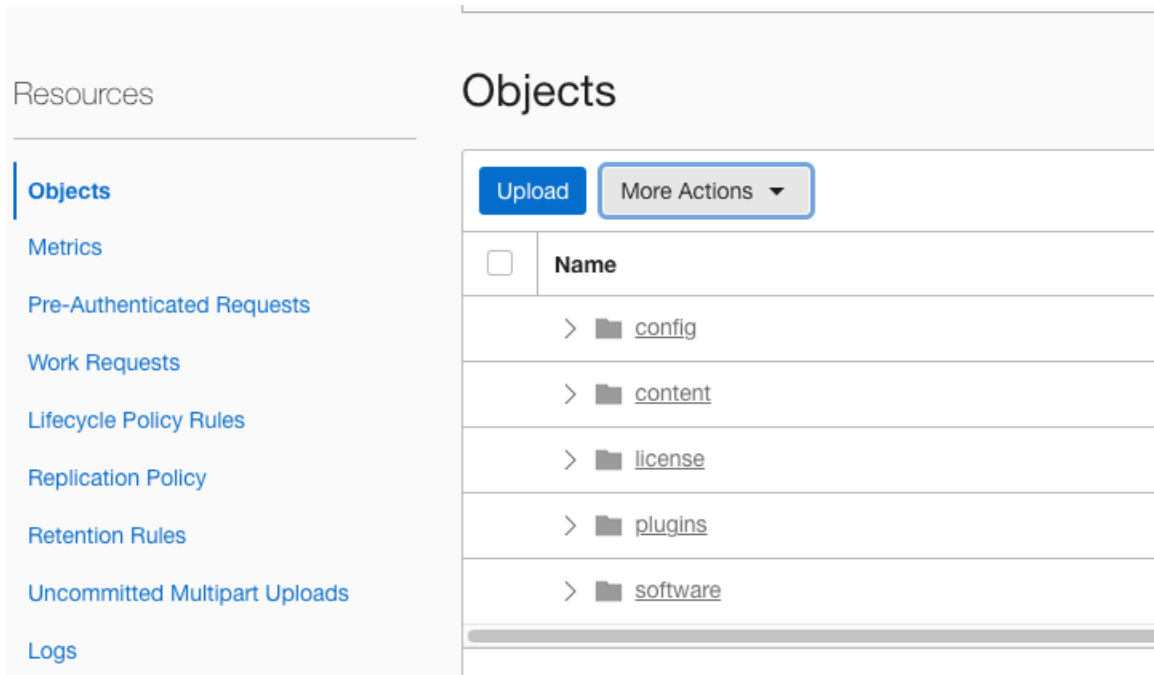 Resources
Objects
Metrics
Pre-Authenticated Requests
Work Requests
Lifecycle Policy Rules
Replication Policy
Retention Rules
Uncommitted Multipart Uploads
Logs
Objects
Upload
More Actions
Name
config
content
license
plugins
software